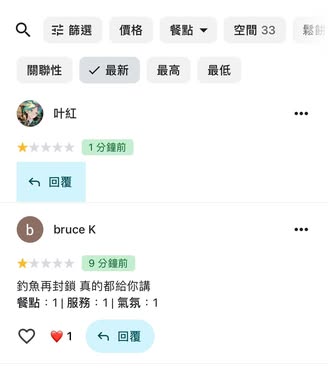 篩選 價格 餐點 空間 33 鬆餅
關聯性 最新 最高 最低
叶紅
1 分鐘前
回覆
b bruce K
9 分鐘前
釣魚再封鎖 真的都給你講
餐點：1 | 服務：1 | 氣氛：1
1 回覆